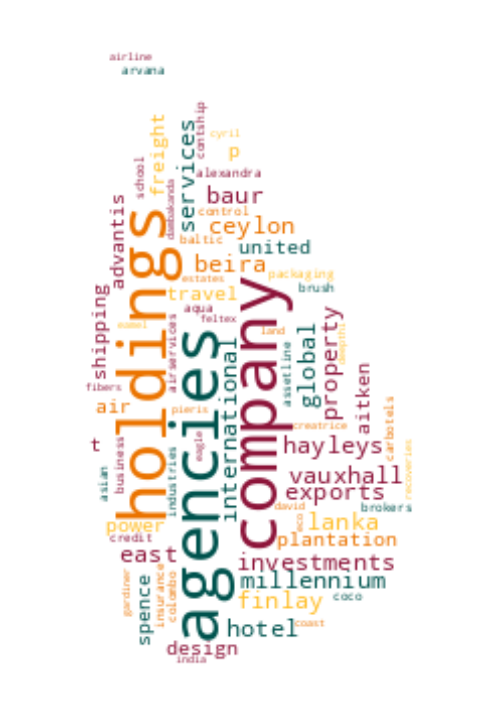 airline
arvana
contship
cyril
freight
services
p
school
alexandra
dambakanda
baur
advantis
control
ceylon
holdings
baltic
united
beira
packaging
estates
brush
travel
company
shipping
aqua
feltex
eamel
land
airservices
agencies
international
assetline
global
property
deepthi
fibers
aitken
air
pieris
carbotels
creatrice
t
business
eagle
hayleys
recoveries
asian
industries
vauxhall
exports
david
brokers
power
eco
lanka
credit
plantation
east
investments
gardiner
spence
insurance
colombo
millennium
finlay
coco
hotel
coast
design
india